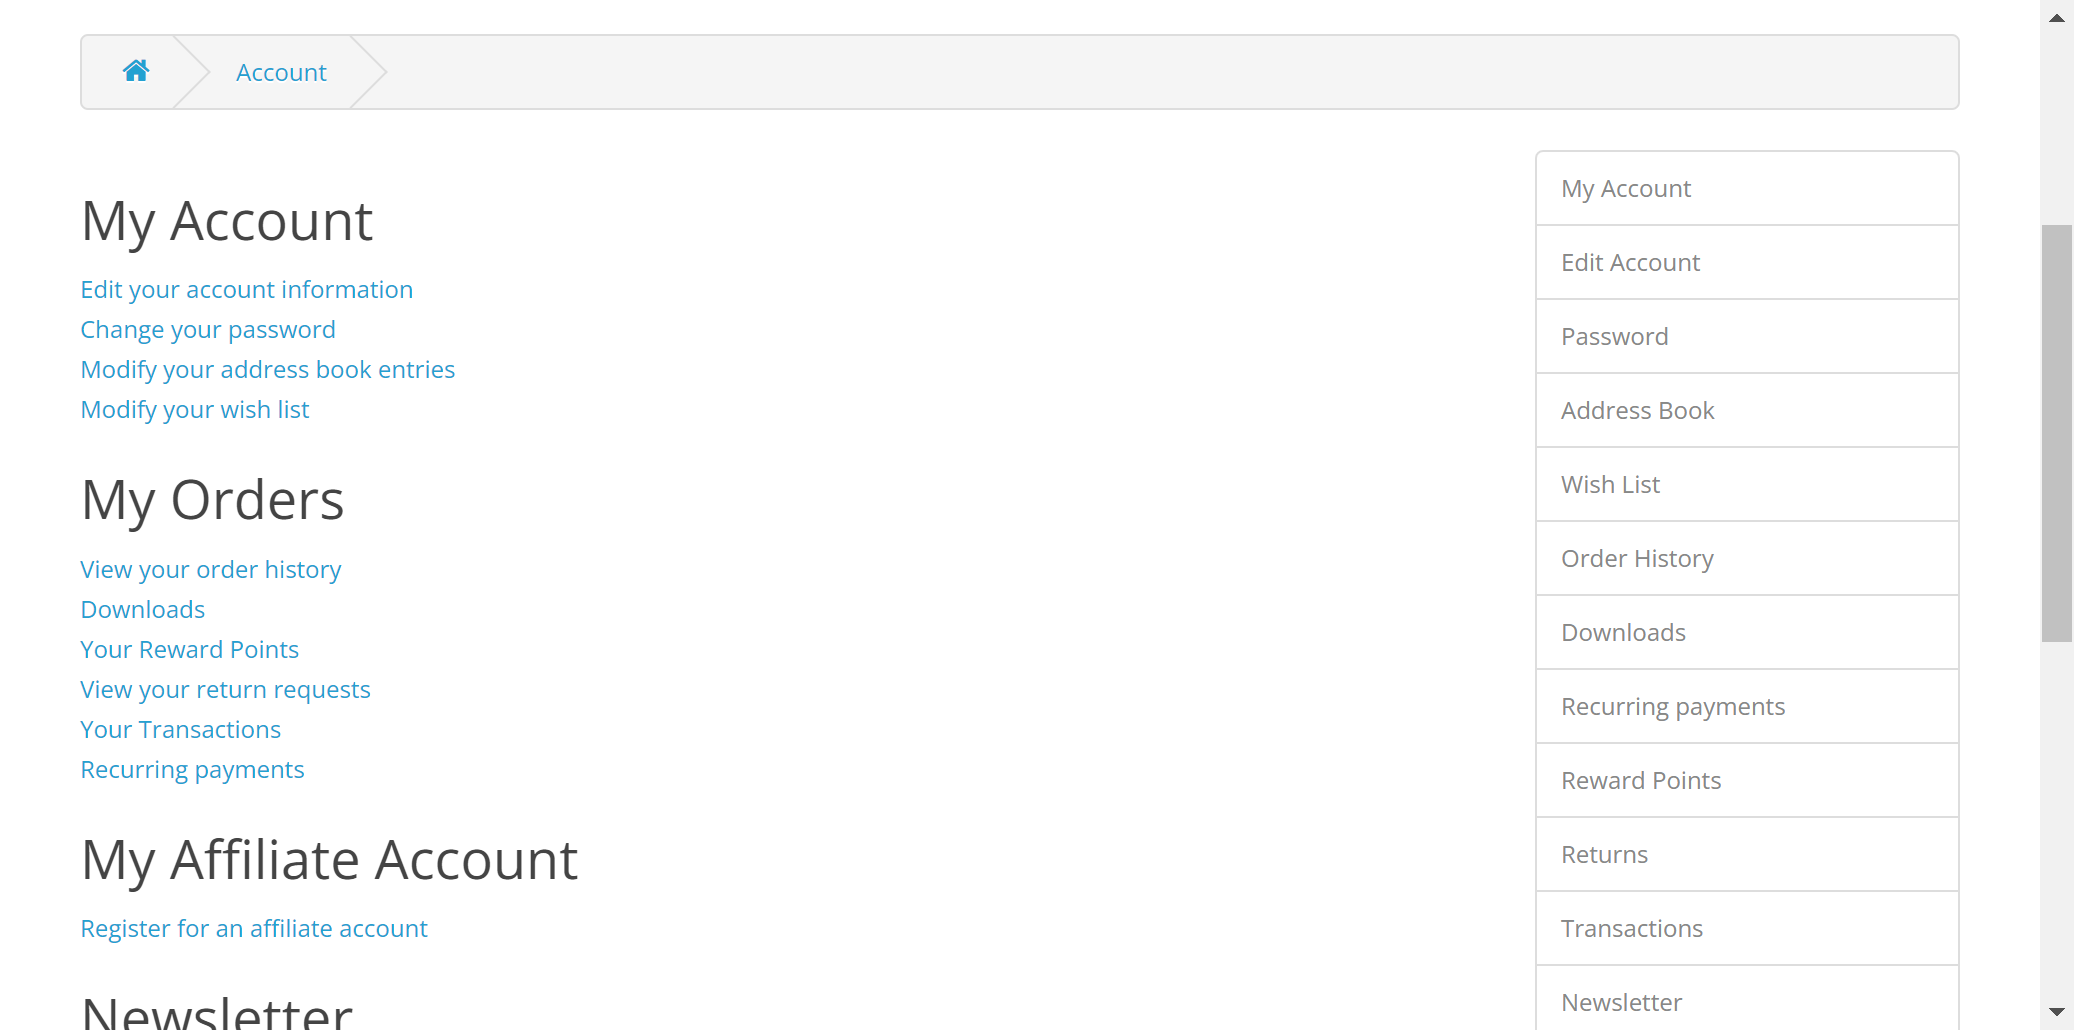 Account
My Account
Edit your account information
Change your password
Modify your address book entries
Modify your wish list
My Orders
View your order history
Downloads
Your Reward Points
View your return requests
Your Transactions
Recurring payments
My Affiliate Account
Register for an affiliate account
Newsletter
My Account
Edit Account
Password
Address Book
Wish List
Order History
Downloads
Recurring payments
Reward Points
Returns
Transactions
Newsletter